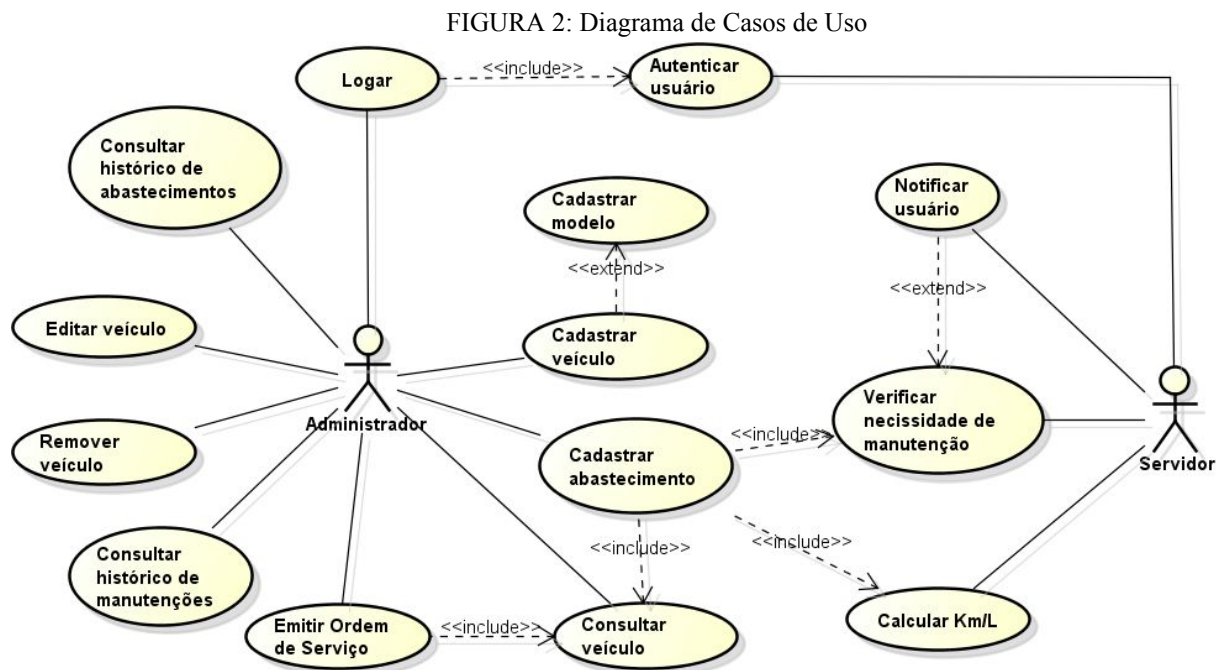 FIGURA 2: Diagrama de Casos de Uso
Logar
<<include>>
Autenticar
usuário
Consultar
histórico de
abastecimentos
Cadastrar
modelo
Notificar
usuário
<<extend>>
<<extend>>
Editar veículo
Cadastrar
veículo
Administrador
Verificar
necissidade de
manutenção
Servidor
Remover
veículo
Cadastrar
abastecimento
<<include>>
Consultar
histórico de
manutenções
<<include>>
<<include>>
Emitir Ordem
de Serviço
<<include>>
Consultar
veículo
Calcular Km/L